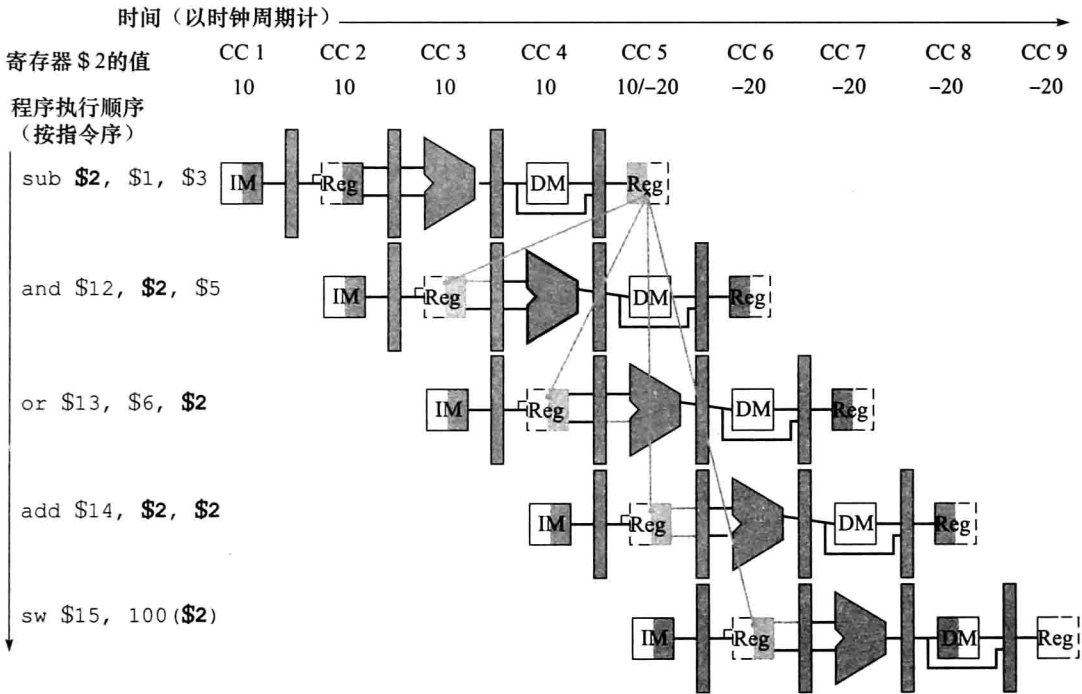 时间（以时钟周期计）
寄存器$2的值 CC 1 CC 2 CC 3 CC 4 CC 5 CC 6 CC 7 CC 8 CC 9
10 10 10 10 10/–20 –20 –20 –20 –20
程序执行顺序
（按指令序）
sub $2, $1, $3 IM Reg DM Reg
and $12, $2, $5 IM Reg DM Reg
or $13, $6, $2 IM Reg DM Reg
add $14, $2, $2 IM Reg DM Reg
sw $15, 100($2) IM Reg DM Reg